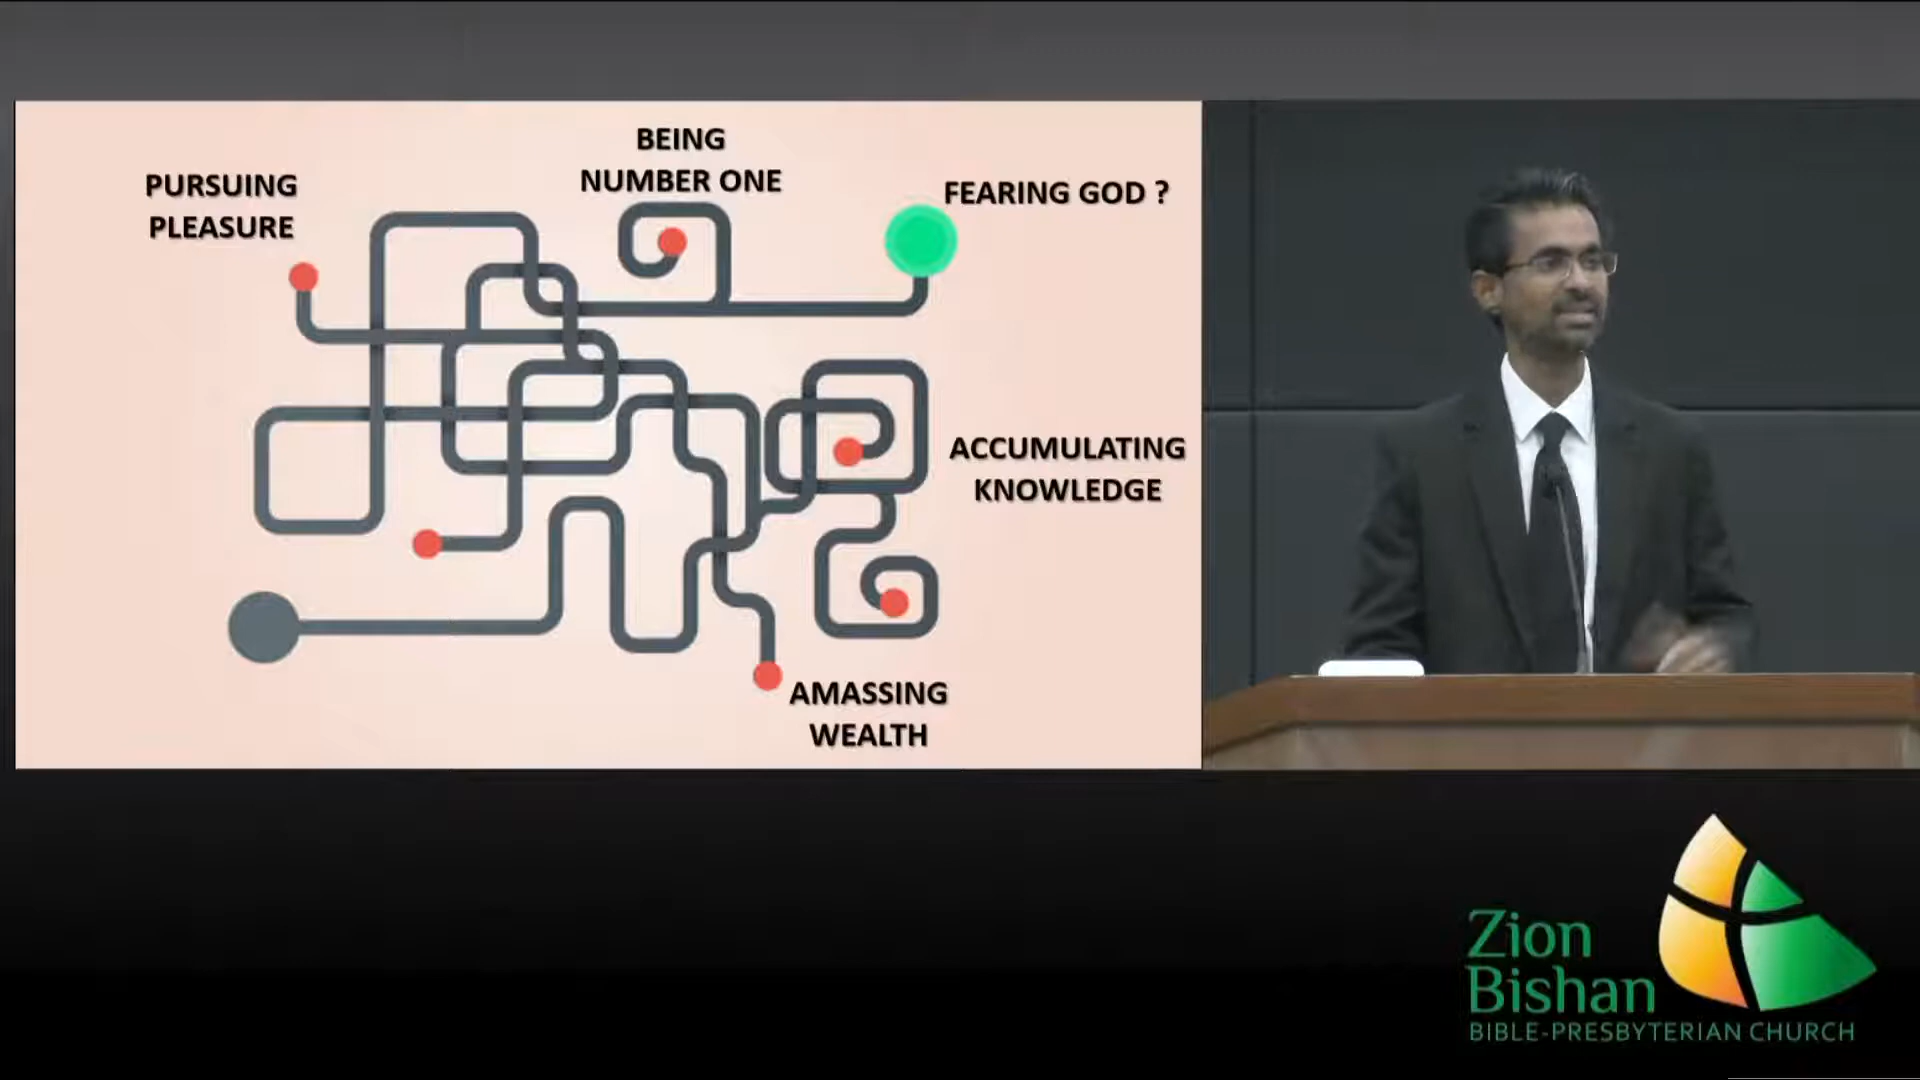 PURSUING
PLEASURE
BEING
NUMBER ONE
FEARING GOD ?
ACCUMULATING
KNOWLEDGE
AMASSING
WEALTH
Zion
Bishan
BIBLE-PRESBYTERIAN CHURCH